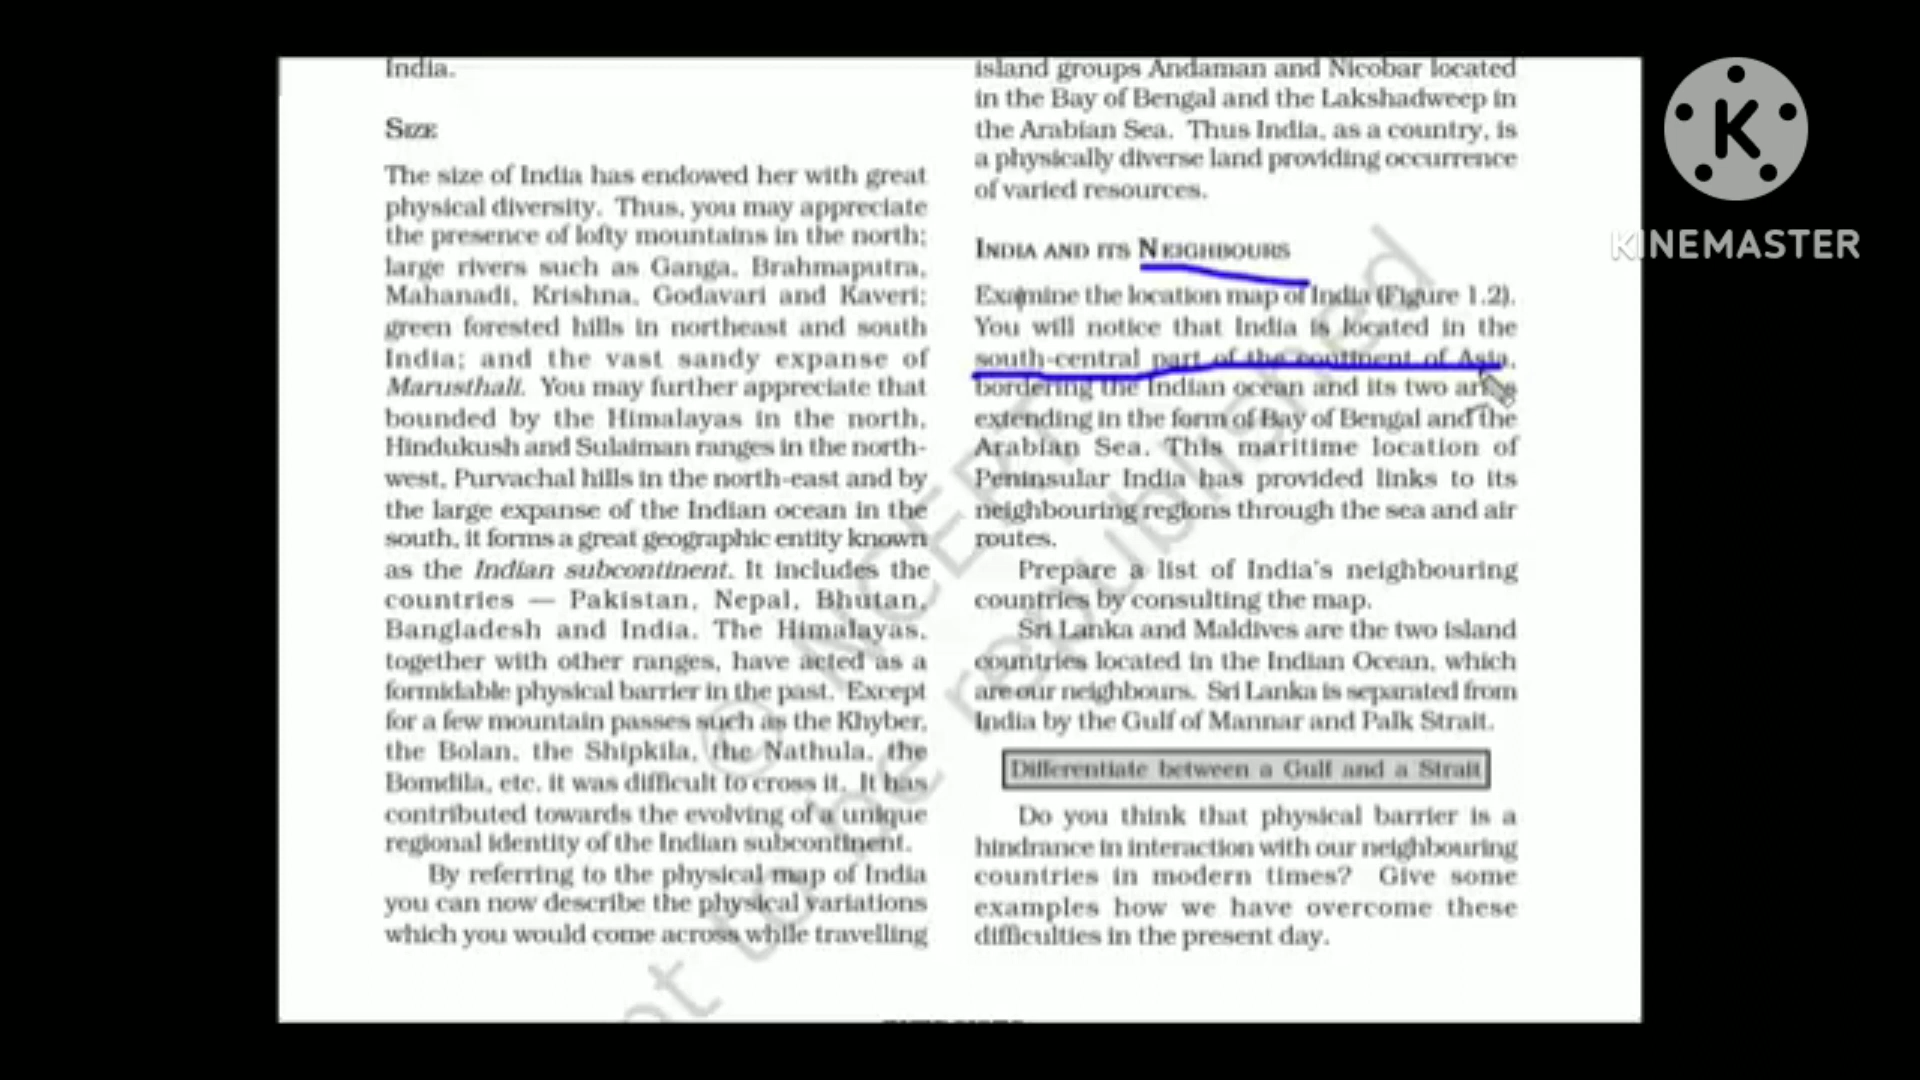 India.
SIZE
The size of India has endowed her with great
physical diversity. Thus, you may appreciate
the presence of lofty mountains in the north;
large rivers such as Ganga, Brahmaputra,
Mahanadi, Krishna, Godavari and Kaveri;
green forested hills in northeast and south
India; and the vast sandy expanse of
Marusthali. You may further appreciate that
bounded by the Himalayas in the north,
Hindukush and Sulaiman ranges in the north-
west, Purvachal hills in the north-east and by
the large expanse of the Indian ocean in the
south, it forms a great geographic entity known
as the Indian subcontinent. It includes the
countries — Pakistan, Nepal, Bhutan,
Bangladesh and India. The Himalayas,
together with other ranges, have acted as a
formidable physical barrier in the past. Except
for a few mountain passes such as the Khyber,
the Bolan, the Shipkila, the Nathula, the
Bomdila, etc. it was difficult to cross it. It has
contributed towards the evolving of a unique
regional identity of the Indian subcontinent.
By referring to the physical map of India
you can now describe the physical variations
which you would come across while travelling
island groups Andaman and Nicobar located
in the Bay of Bengal and the Lakshadweep in
the Arabian Sea. Thus India, as a country, is
a physically diverse land providing occurrence
of varied resources.
INDIA AND ITS NEIGHBOURS
Examine the location map of India (Figure 1.2).
You will notice that India is located in the
south-central part of the continent of Asia,
bordering the Indian ocean and its two arms
extending in the form of Bay of Bengal and the
Arabian Sea. This maritime location of
Peninsular India has provided links to its
neighbouring regions through the sea and air
routes.
Prepare a list of India's neighbouring
countries by consulting the map.
Sri Lanka and Maldives are the two island
countries located in the Indian Ocean, which
are our neighbours. Sri Lanka is separated from
India by the Gulf of Mannar and Palk Strait.
Differentiate between a Gulf and a Strait
Do you think that physical barrier is a
hindrance in interaction with our neighbouring
countries in modern times? Give some
examples how we have overcome these
difficulties in the present day.
© NCERT
not to be republished
K
KINEMASTER